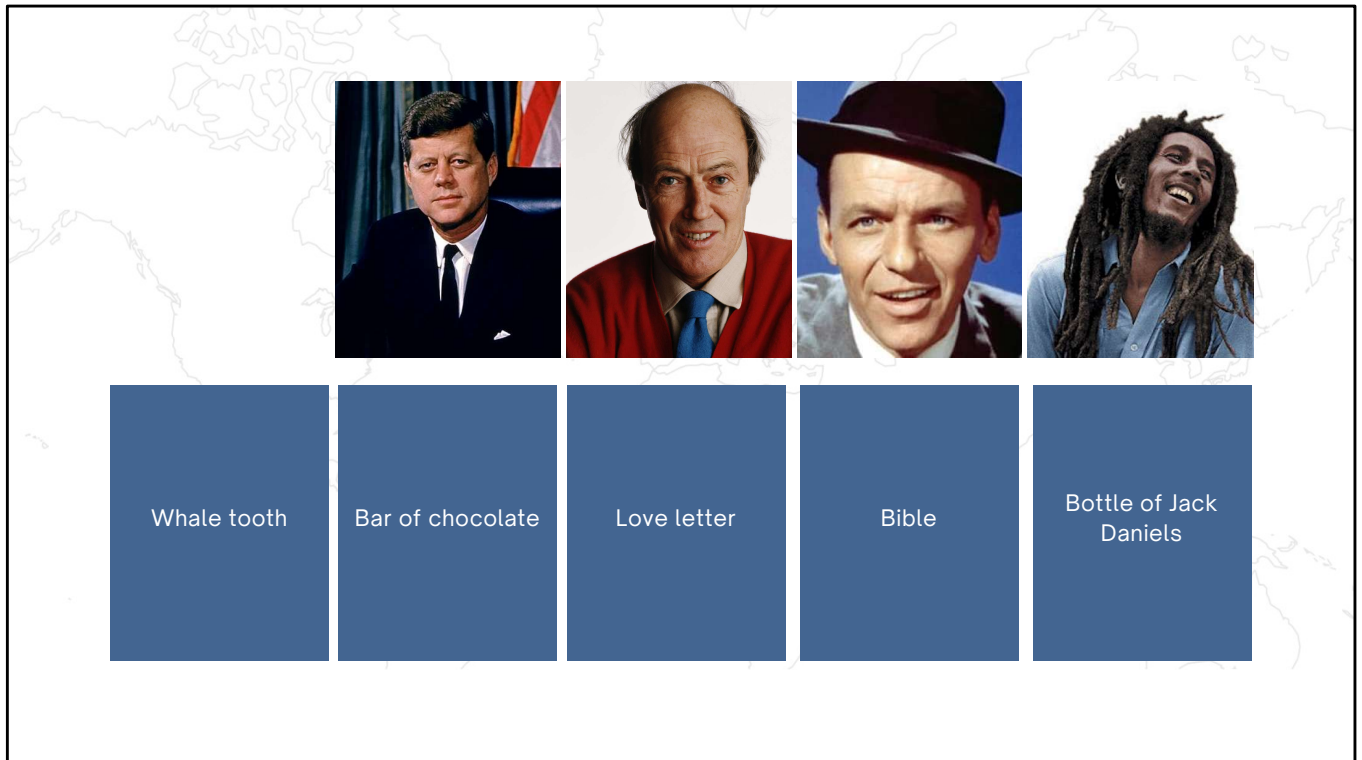 Whale tooth
Bar of chocolate
Love letter
Bible
Bottle of Jack
Daniels